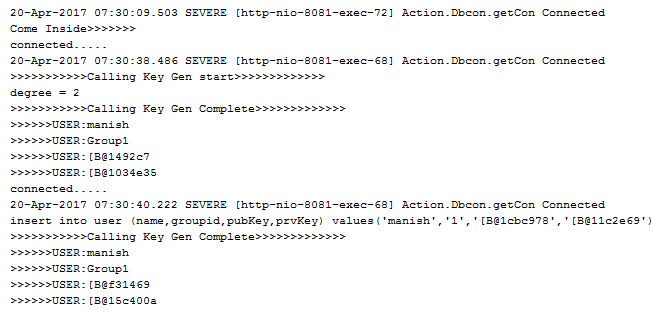 20-Apr-2017 07:30:09.503 SEVERE [http-nio-8081-exec-72] Action.Dbcon.getCon Connected
Come Inside>>>>>>>
connected.....
20-Apr-2017 07:30:38.486 SEVERE [http-nio-8081-exec-68] Action.Dbcon.getCon Connected
>>>>>>>>>>>Calling Key Gen start>>>>>>>>>>>>>
degree = 2
>>>>>>>>>>>Calling Key Gen Complete>>>>>>>>>>>>>
>>>>>>USER:manish
>>>>>>USER:Group1
>>>>>>USER:[B@1492c7
>>>>>>USER:[B@1034e35
connected.....
20-Apr-2017 07:30:40.222 SEVERE [http-nio-8081-exec-68] Action.Dbcon.getCon Connected
insert into user (name,groupid,pubKey,prvKey) values('manish','1','[B@1cbc978','[B@11c2e69')
>>>>>>>>>>>Calling Key Gen Complete>>>>>>>>>>>>>
>>>>>>USER:manish
>>>>>>USER:Group1
>>>>>>USER:[B@f31469
>>>>>>USER:[B@15c400a